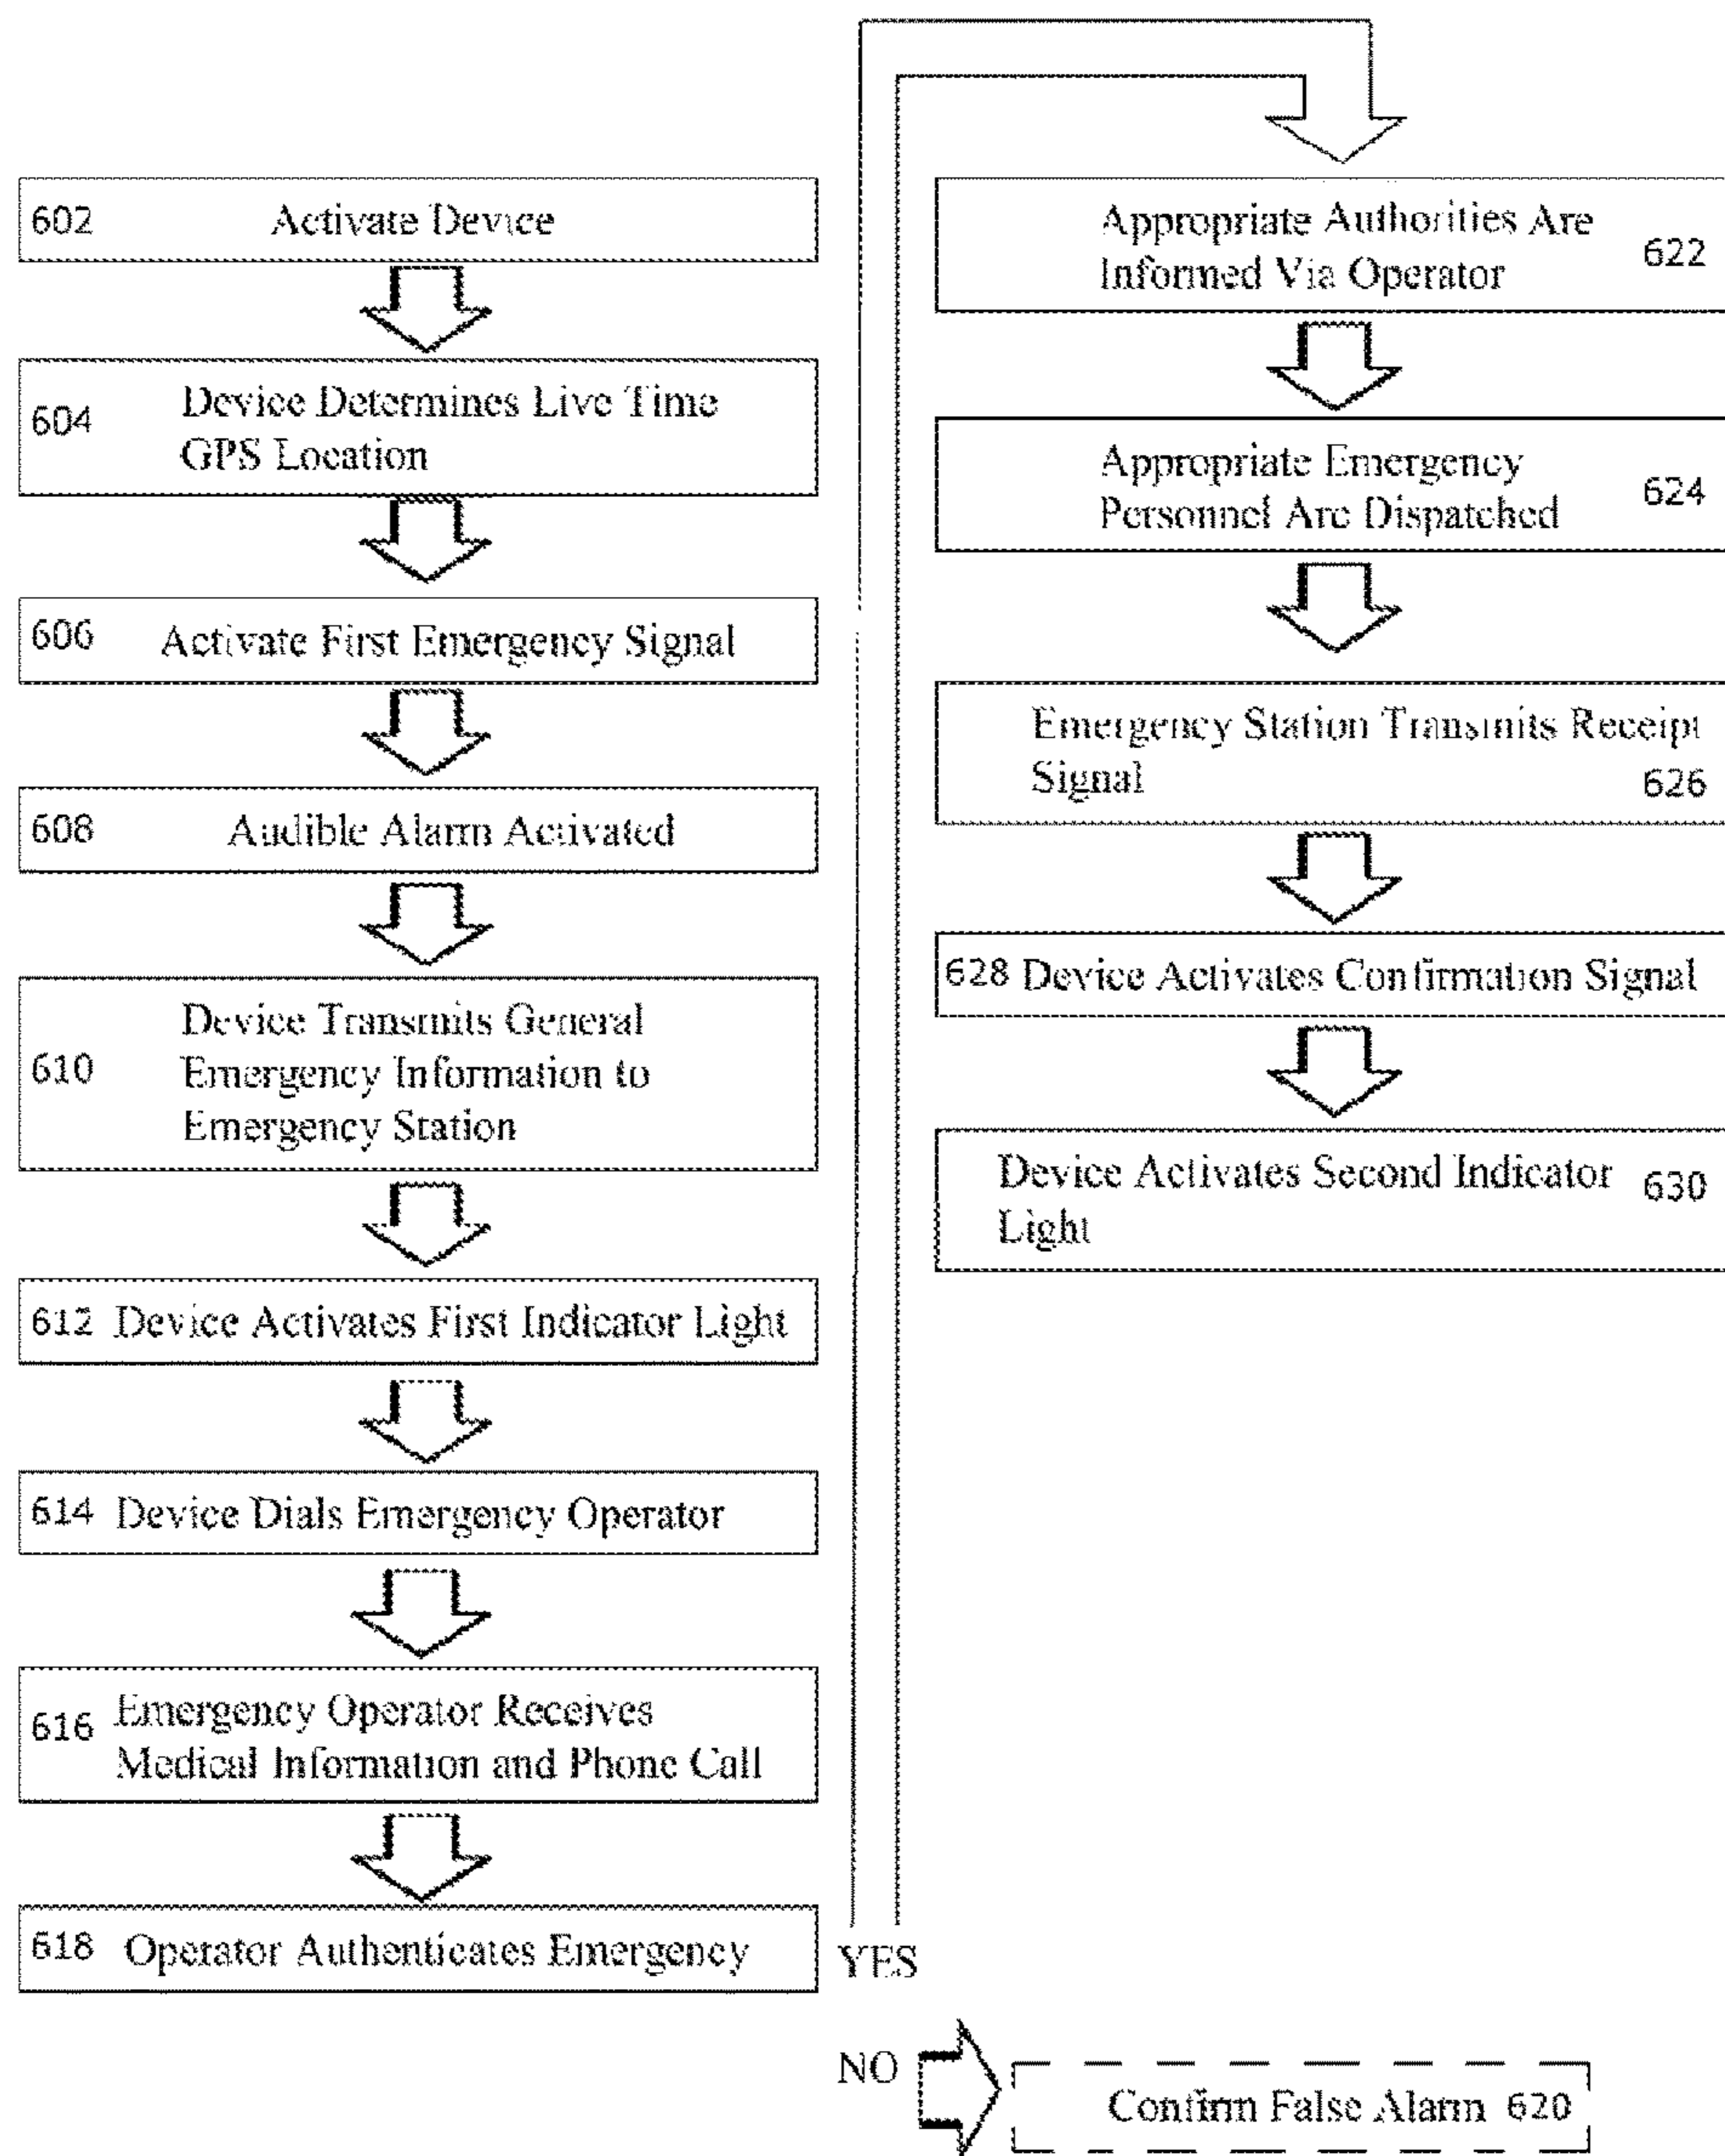 602 Activate Device
604 Device Determines Live Time
GPS Location
606 Activate First Emergency Signal
608 Audible Alarm Activated
610 Device Transmits General
Emergency Information to
Emergency Station
612 Device Activates First Indicator Light
614 Device Dials Emergency Operator
616 Emergency Operator Receives
Medical Information and Phone Call
618 Operator Authenticates Emergency
YES
NO
Confirm False Alarm 620
Appropriate Authorities Are
Informed Via Operator 622
Appropriate Emergency
Personnel Are Dispatched 624
Emergency Station Transmits Receipt
Signal 626
628 Device Activates Confirmation Signal
Device Activates Second Indicator 630
Light